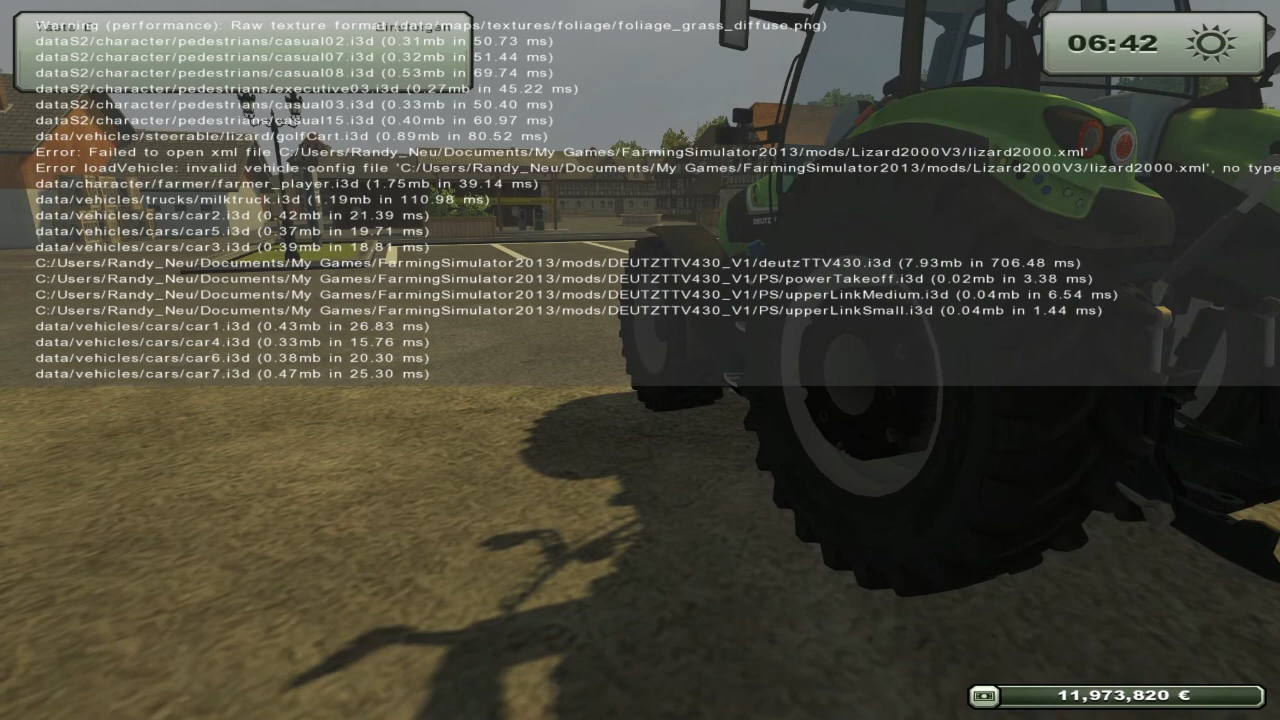 Warning (performance): Raw texture format (data/maps/textures/foliage/foliage_grass_diffuse.png)
Einsteigen
dataS2/character/pedestrians/casual02.i3d (0.31mb in 50.73 ms)
dataS2/character/pedestrians/casual07.i3d (0.32mb in 51.44 ms)
dataS2/character/pedestrians/casual08.i3d (0.53mb in 69.74 ms)
dataS2/character/pedestrians/executive03.i3d (0.27mb in 45.22 ms)
dataS2/character/pedestrians/casual03.i3d (0.33mb in 50.40 ms)
dataS2/character/pedestrians/casual15.i3d (0.40mb in 60.97 ms)
data/vehicles/steerable/lizard/golfCart.i3d (0.89mb in 80.52 ms)
Error: Failed to open xml file 'C:/Users/Randy_Neu/Documents/My Games/FarmingSimulator2013/mods/Lizard2000V3/lizard2000.xml'
Error loadVehicle: invalid vehicle config file 'C:/Users/Randy_Neu/Documents/My Games/FarmingSimulator2013/mods/Lizard2000V3/lizard2000.xml', no type
data/character/farmer/farmer_player.i3d (1.75mb in 39.14 ms)
data/vehicles/trucks/milktruck.i3d (1.19mb in 110.98 ms)
data/vehicles/cars/car2.i3d (0.42mb in 21.39 ms)
data/vehicles/cars/car5.i3d (0.37mb in 19.71 ms)
data/vehicles/cars/car3.i3d (0.39mb in 18.81 ms)
C:/Users/Randy_Neu/Documents/My Games/FarmingSimulator2013/mods/DEUTZTTV430_V1/deutzTTV430.i3d (7.93mb in 706.48 ms)
C:/Users/Randy_Neu/Documents/My Games/FarmingSimulator2013/mods/DEUTZTTV430_V1/PS/powerTakeoff.i3d (0.02mb in 3.38 ms)
C:/Users/Randy_Neu/Documents/My Games/FarmingSimulator2013/mods/DEUTZTTV430_V1/PS/upperLinkMedium.i3d (0.04mb in 6.54 ms)
C:/Users/Randy_Neu/Documents/My Games/FarmingSimulator2013/mods/DEUTZTTV430_V1/PS/upperLinkSmall.i3d (0.04mb in 1.44 ms)
data/vehicles/cars/car1.i3d (0.43mb in 26.83 ms)
data/vehicles/cars/car4.i3d (0.33mb in 15.76 ms)
data/vehicles/cars/car6.i3d (0.38mb in 20.30 ms)
data/vehicles/cars/car7.i3d (0.47mb in 25.30 ms)
06:42
DEUTZ
11,973,820 €